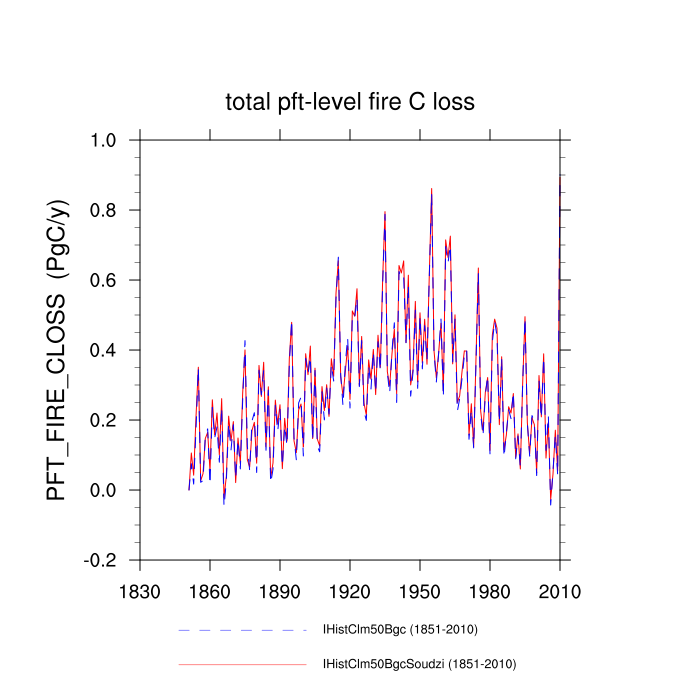 total pft-level fire C loss
PFT_FIRE_CLOSS (PgC/y)
1.0
0.8
0.6
0.4
0.2
0.0
-0.2
1830 1860 1890 1920 1950 1980 2010
IHistClm50Bgc (1851-2010)
IHistClm50BgcSoudzi (1851-2010)